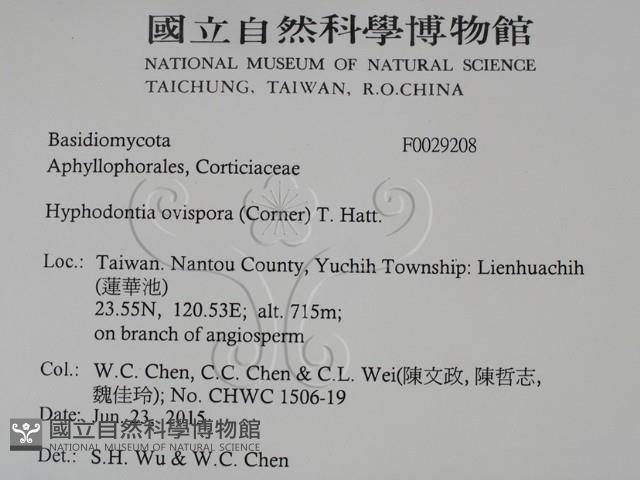 國立自然科學博物館
NATIONAL MUSEUM OF NATURAL SCIENCE
TAICHUNG, TAIWAN, R.O.CHINA
Basidiomycota F0029208
Aphyllophorales, Corticiaceae
Hyphodontia ovispora (Corner) T. Hatt.
Loc.: Taiwan. Nantou County, Yuchih Township: Lienhuachih
(蓮華池)
23.55N, 120.53E; alt. 715m;
on branch of angiosperm
Col.: W.C. Chen, C.C. Chen & C.L. Wei(陳文政, 陳哲志,
魏佳玲); No. CHWC 1506-19
Date: Jun. 23, 2015
國立自然科學博物館
NATIONAL MUSEUM OF NATURAL SCIENCE
Det.: S.H. Wu & W.C. Chen